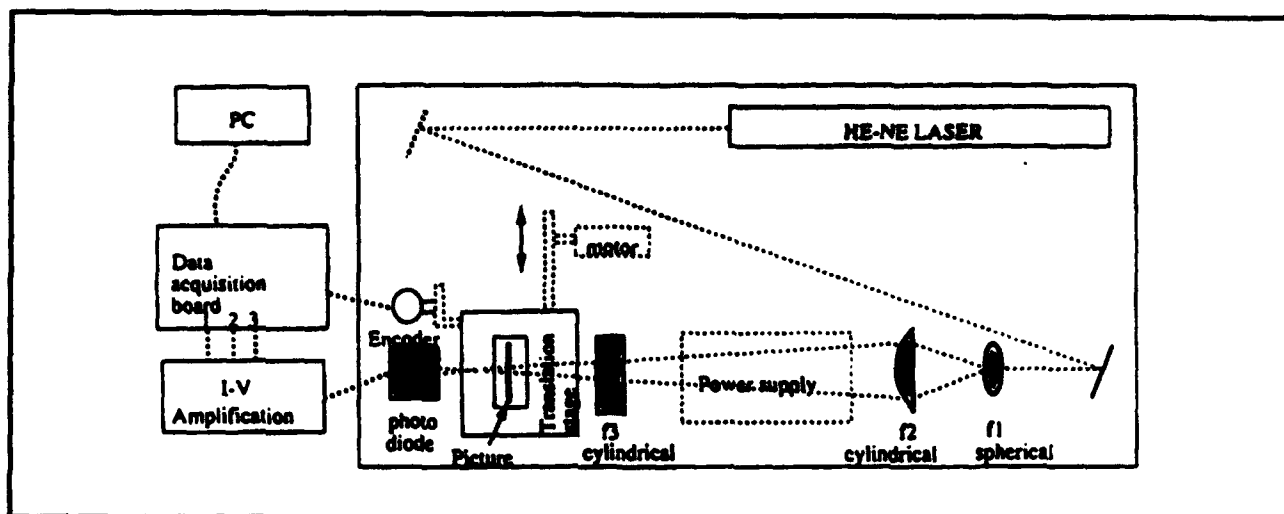 PC
HE-NE LASER
motor
Data
acquisition
board
1 2 3
Encoder
I-V
Amplification
photo
diode
Picture
Translation
stage
f3
cylindrical
Power supply
f2
cylindrical
f1
spherical